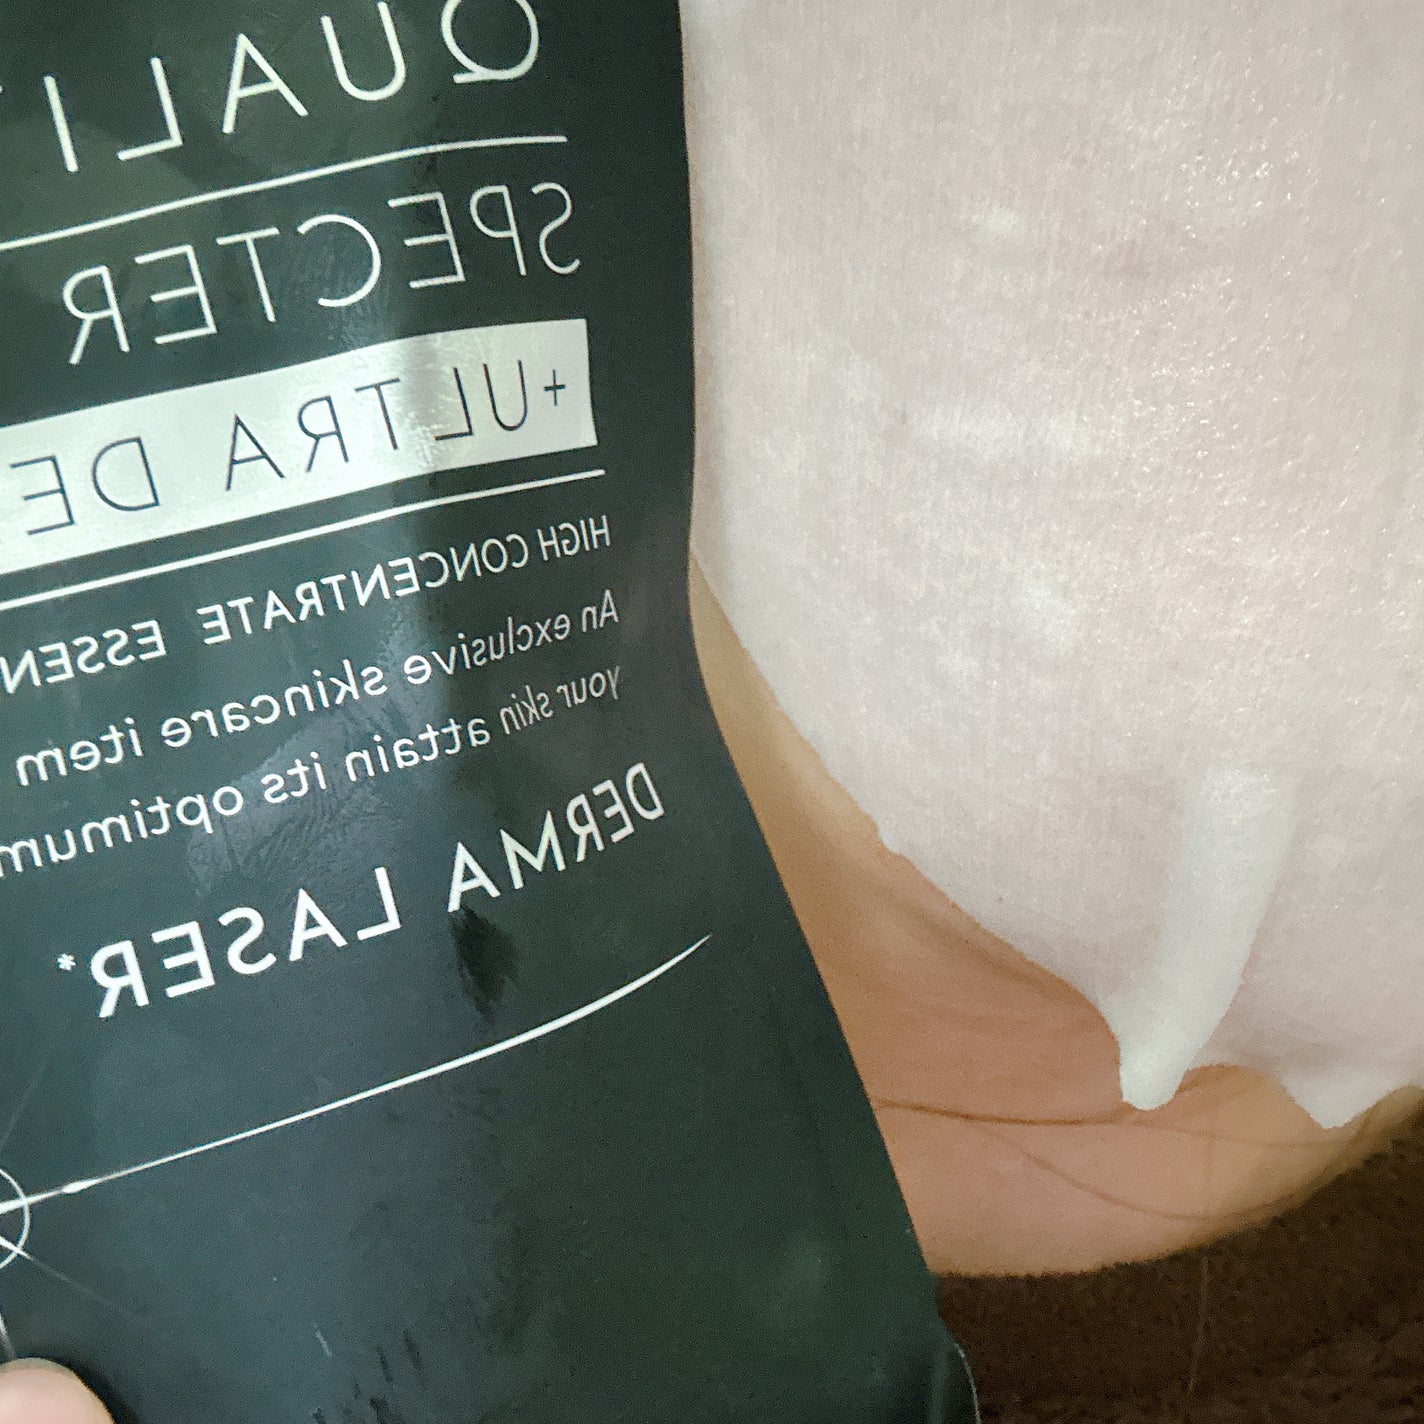 QUALI
SPECTER
+ULTRA DE
HIGH CONCENTRATE ESSEN
An exclusive skincare item
your skin attain its optimum
DERMA LASER*